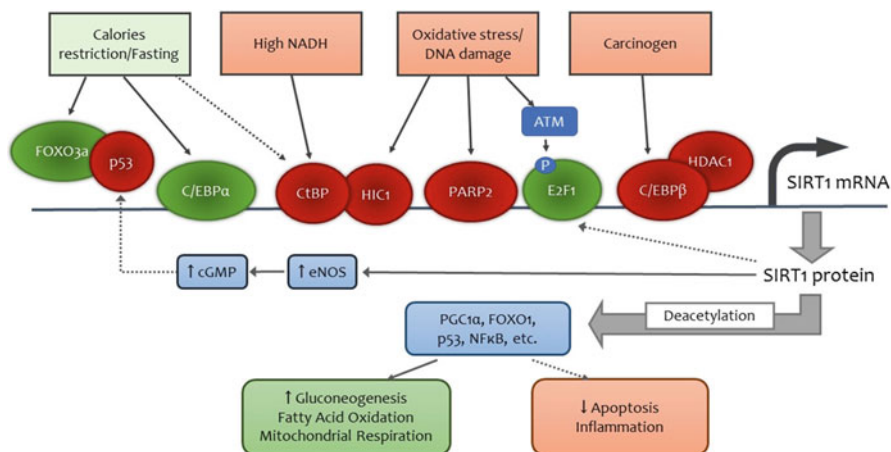 Calories
restriction/Fasting
High NADH
Oxidative stress/
DNA damage
Carcinogen
ATM
P
FOXO3a
p53
C/EBPα
CtBP
HIC1
PARP2
E2F1
C/EBPβ
HDAC1
SIRT1 mRNA
↑ cGMP
↑ eNOS
SIRT1 protein
Deacetylation
PGC1α, FOXO1,
p53, NFκB, etc.
↑ Gluconeogenesis
Fatty Acid Oxidation
Mitochondrial Respiration
↓ Apoptosis
Inflammation